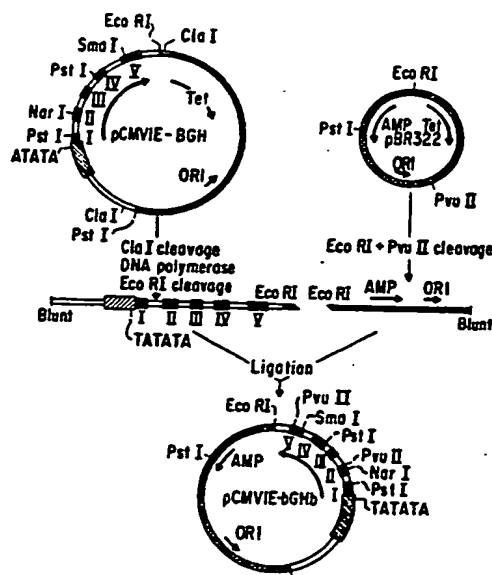 Eco RI
Cla I
Sma I
Pst I
V
IV
III
Nar I
II
Tet
Pst I
I
pCMVIE-BGH
ATATA
ORI
Cla I
Pst I
Eco RI
Pst I
AMP Tet
pBR322
ORI
Pvu II
Cla I cleavage
DNA polymerase
Eco RI cleavage
Eco RI + Pvu II cleavage
Eco RI
Eco RI
AMP
ORI
Blunt
I II III IV V
Blunt
TATATA
Ligation
Eco RI
Pvu II
Sma I
Pst I
Pst I
V
IV
III
Pvu II
AMP
II
Nar I
I
Pst I
pCMVIE-bGHb
TATATA
ORI